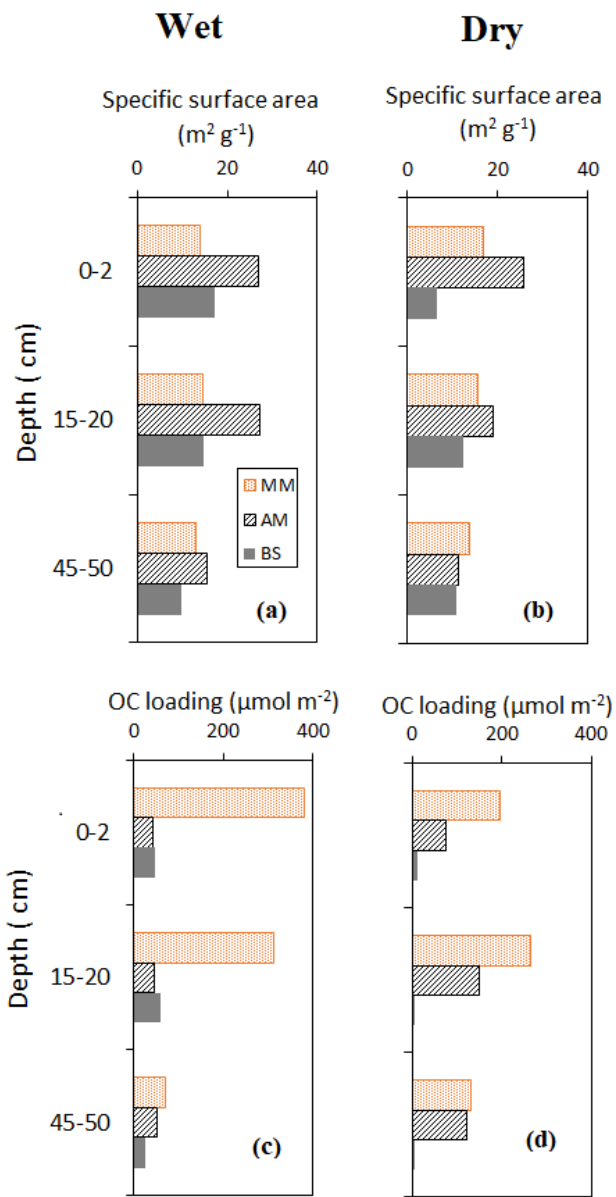 Wet
Dry
Specific surface area
(m² g⁻¹)
0 20 40
Specific surface area
(m² g⁻¹)
0 20 40
Depth ( cm)
0-2
15-20
45-50
MM
AM
BS
(a)
(b)
OC loading (µmol m⁻²)
0 200 400
OC loading (µmol m⁻²)
0 200 400
Depth ( cm)
0-2
15-20
45-50
(c)
(d)